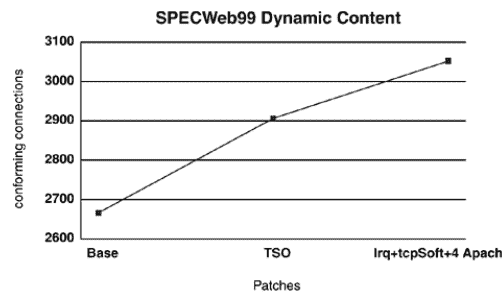 SPECWeb99 Dynamic Content
3100
3000
2900
2800
2700
2600
conforming connections
Base TSO Irq+tcpSoft+4 Apach
Patches